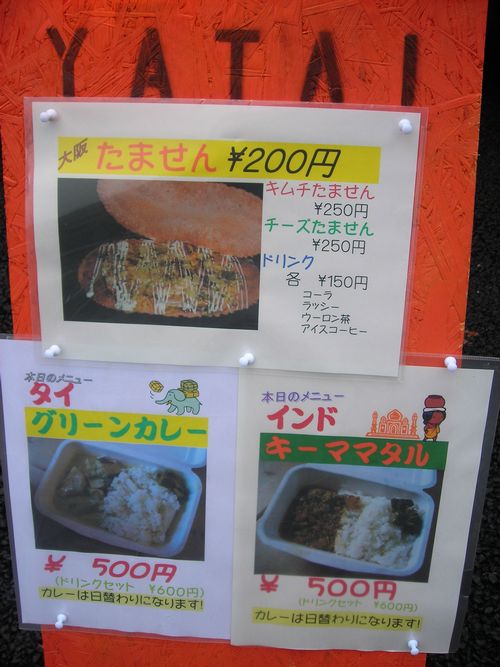 YATAI
大阪 たません ¥200円
キムチたません
¥250円
チーズたません
¥250円
ドリンク
各 ¥150円
コーラ
ラッシー
ウーロン茶
アイスコーヒー
本日のメニュー
タイ
グリーンカレー
¥ 500円
(ドリンクセット ¥600円)
カレーは日替わりになります!
本日のメニュー
インド
キーママタル
¥ 500円
(ドリンクセット ¥600円)
カレーは日替わりになります!